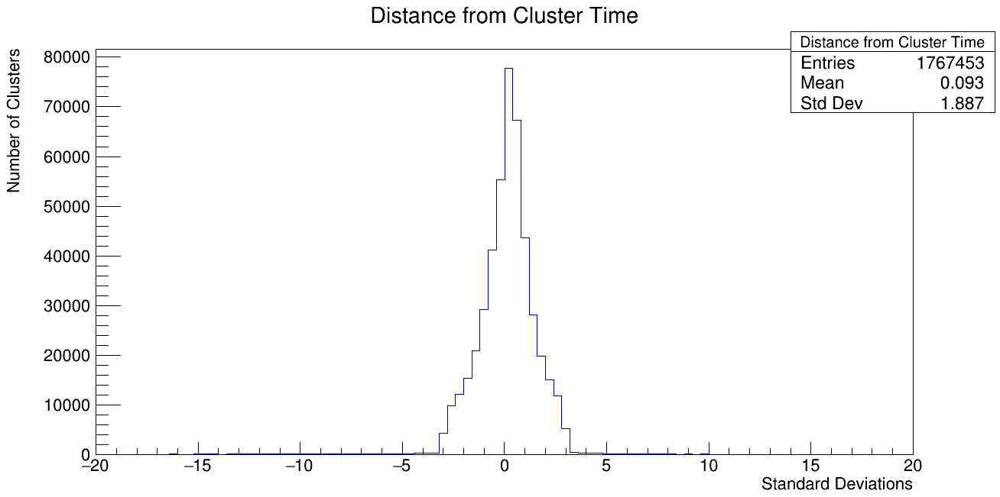 Distance from Cluster Time
Distance from Cluster Time
Entries 1767453
Mean 0.093
Std Dev 1.887
Number of Clusters
80000
70000
60000
50000
40000
30000
20000
10000
0
−20 −15 −10 −5 0 5 10 15 20
Standard Deviations